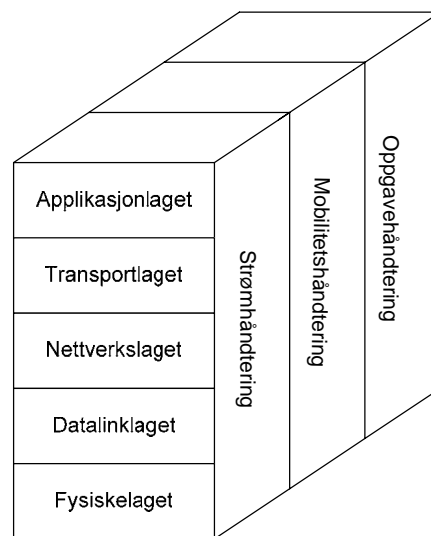 Applikasjonlaget
Transportlaget
Nettverkslaget
Datalinklaget
Fysiskelaget
Strømhåndtering
Mobilitetshåndtering
Oppgavehåndtering